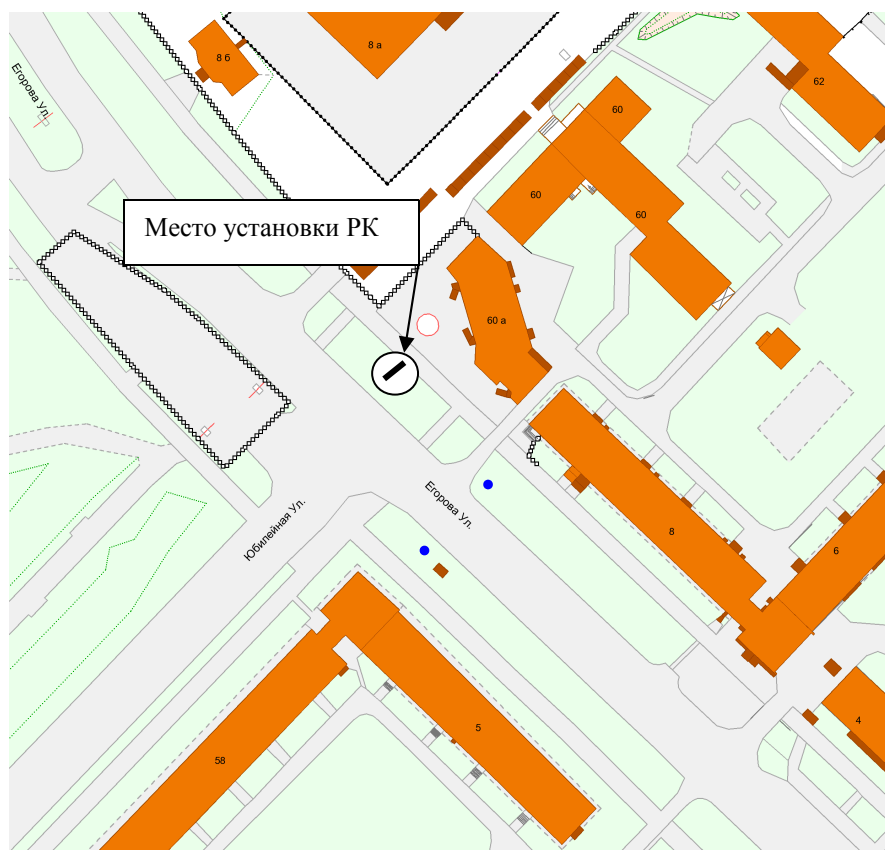 8 а
8 б
Егорова Ул.
62
60
60
60
Место установки РК
60 а
Егорова Ул.
Юбилейная Ул.
8
6
4
5
58